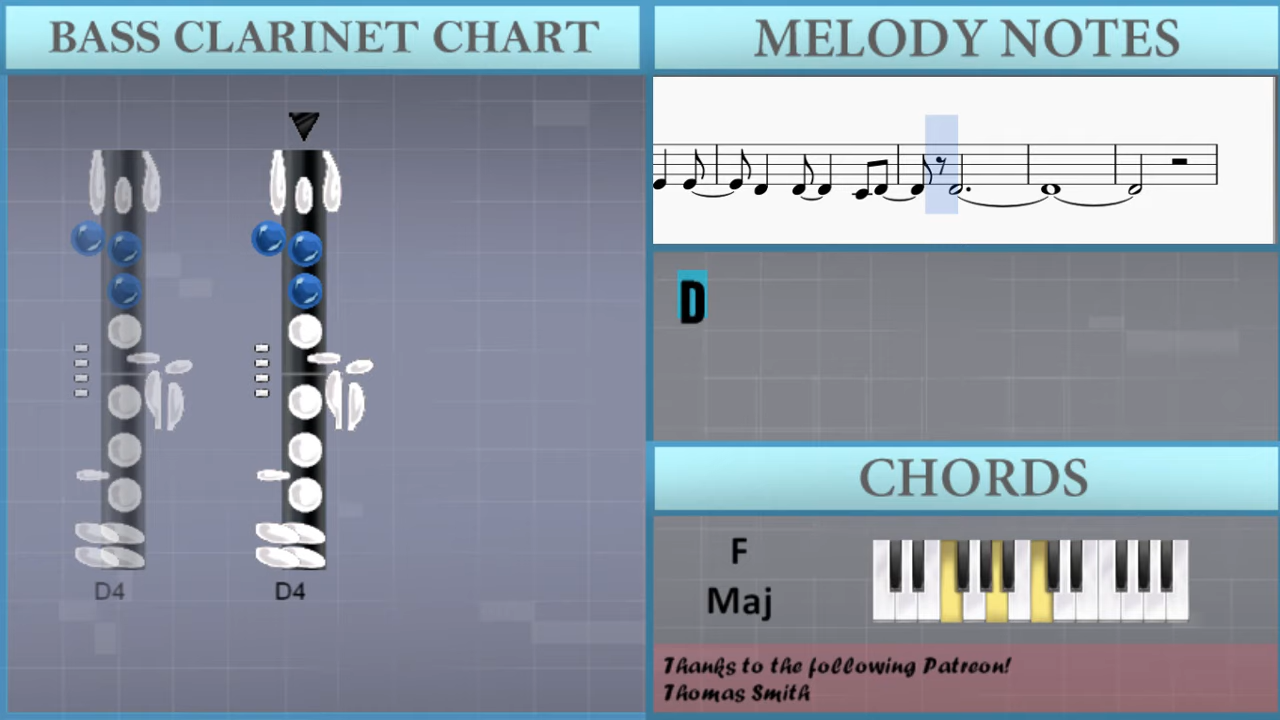 BASS CLARINET CHART
D4
D4
MELODY NOTES
D
CHORDS
F
Maj
Thanks to the following Patreon!
Thomas Smith